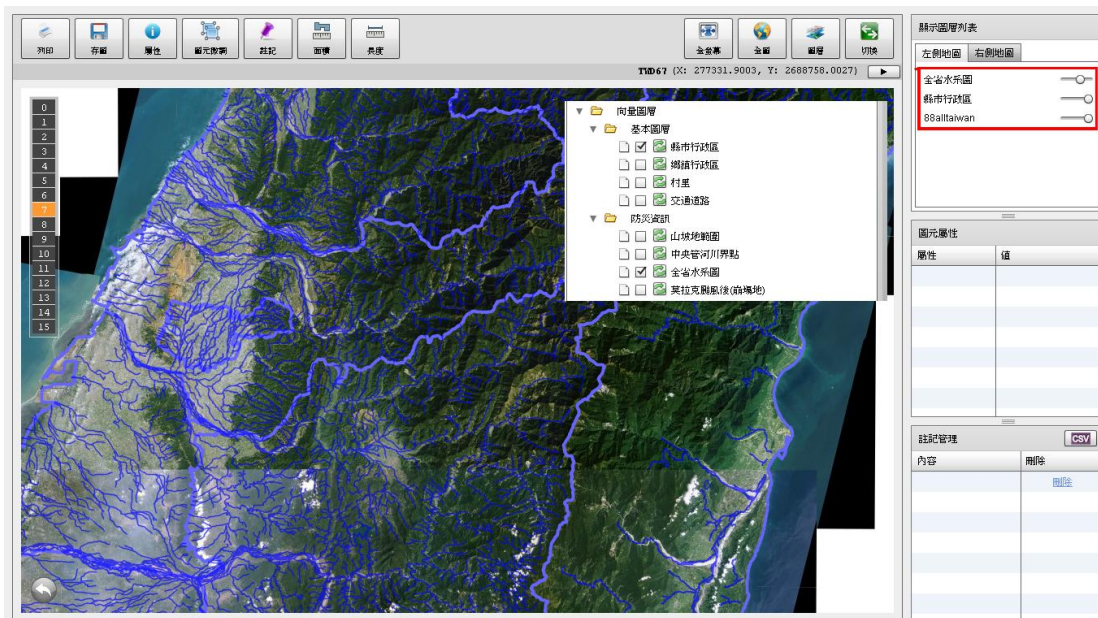 列印 存圖 屬性 圖元微調 註記 面積 長度 全螢幕 全圖 圖層 切換
TWD67 (X: 277331.9003, Y: 2688758.0027)
0
1
2
3
4
5
6
7
8
9
10
11
12
13
14
15
向量圖層
基本圖層
縣市行政區
鄉鎮行政區
村里
交通道路
防災資訊
山坡地範圍
中央管河川界點
全省水系圖
莫拉克颱風後(崩塌地)
顯示圖層列表
左側地圖 右側地圖
全省水系圖
縣市行政區
88alltaiwan
圖元屬性
屬性 值
註記管理 CSV
內容 刪除
刪除